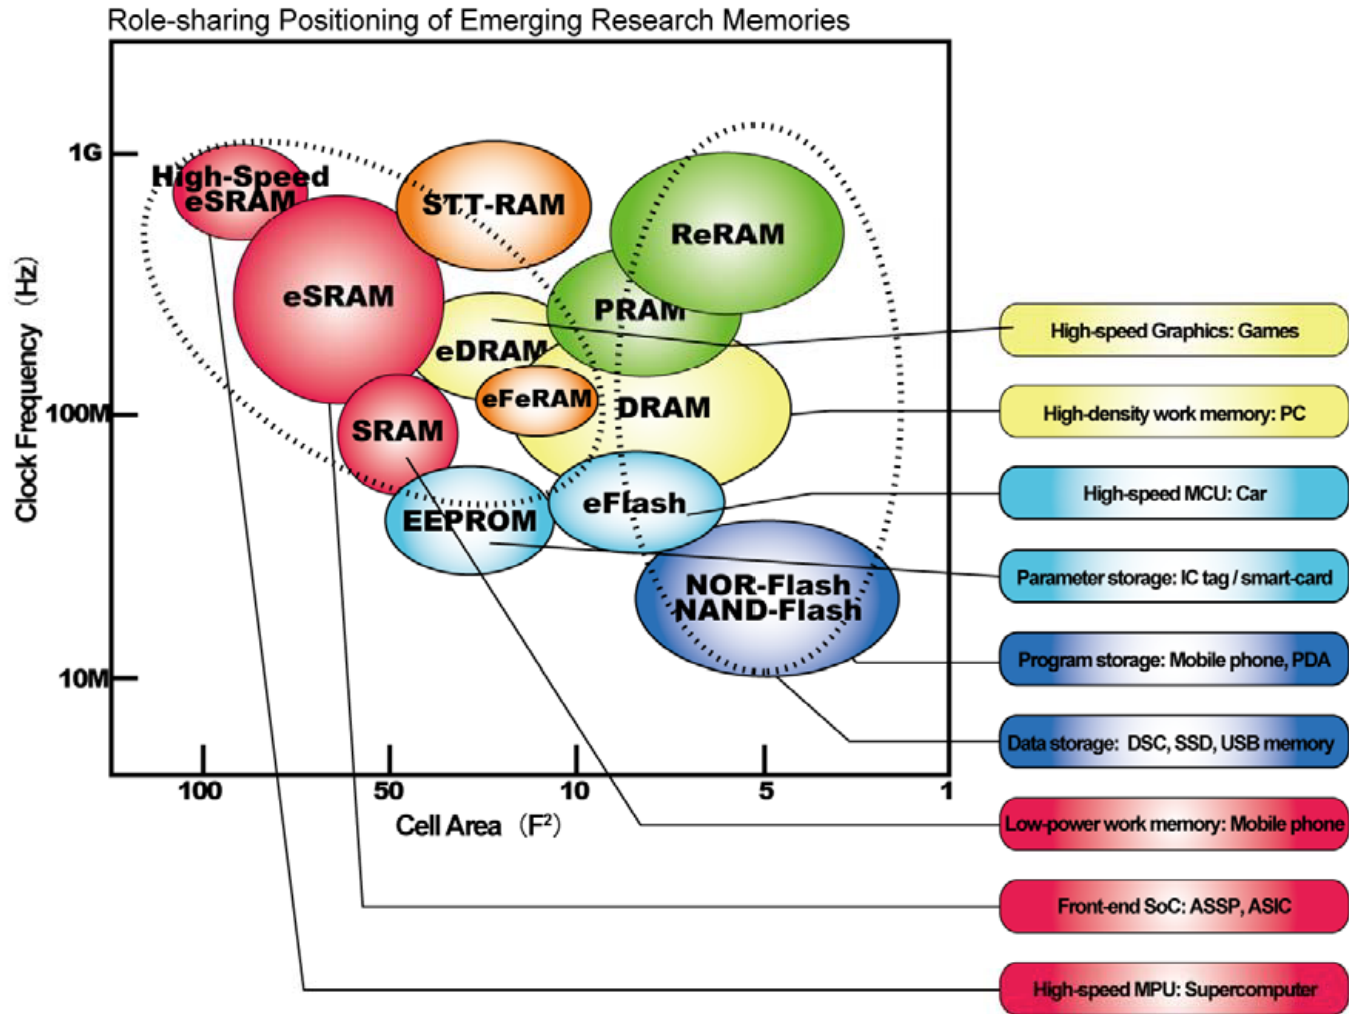 Role-sharing Positioning of Emerging Research Memories
Clock Frequency (Hz)
1G
100M
10M
High-Speed
eSRAM
STT-RAM
ReRAM
eSRAM
PRAM
eDRAM
eFeRAM
DRAM
SRAM
eFlash
EEPROM
NOR-Flash
NAND-Flash
100
50
10
5
1
Cell Area (F²)
High-speed Graphics: Games
High-density work memory: PC
High-speed MCU: Car
Parameter storage: IC tag / smart-card
Program storage: Mobile phone, PDA
Data storage: DSC, SSD, USB memory
Low-power work memory: Mobile phone
Front-end SoC: ASSP, ASIC
High-speed MPU: Supercomputer